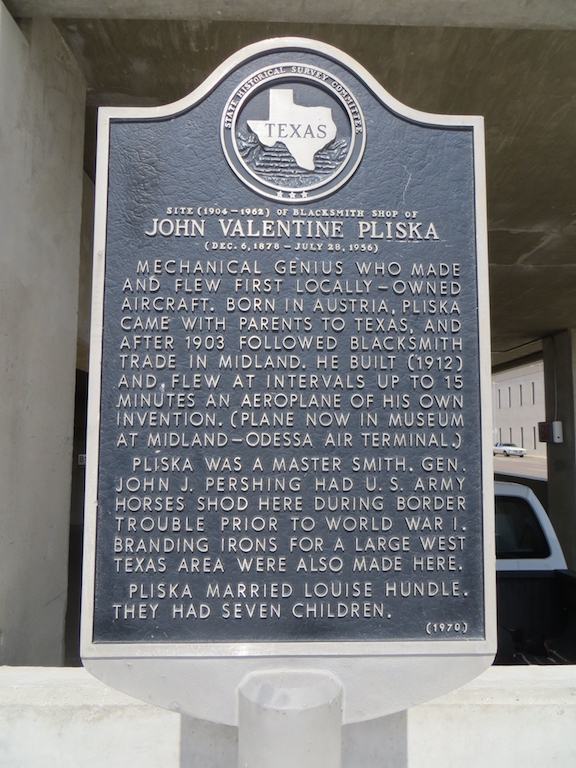 STATE HISTORICAL SURVEY COMMITTEE
TEXAS
SITE (1904-1962) OF BLACKSMITH SHOP OF
JOHN VALENTINE PLISKA
(DEC. 6, 1878 - JULY 28, 1956)
MECHANICAL GENIUS WHO MADE
AND FLEW FIRST LOCALLY-OWNED
AIRCRAFT. BORN IN AUSTRIA, PLISKA
CAME WITH PARENTS TO TEXAS, AND
AFTER 1903 FOLLOWED BLACKSMITH
TRADE IN MIDLAND. HE BUILT (1912)
AND FLEW AT INTERVALS UP TO 15
MINUTES AN AEROPLANE OF HIS OWN
INVENTION. (PLANE NOW IN MUSEUM
AT MIDLAND-ODESSA AIR TERMINAL.)
PLISKA WAS A MASTER SMITH. GEN.
JOHN J. PERSHING HAD U.S. ARMY
HORSES SHOD HERE DURING BORDER
TROUBLE PRIOR TO WORLD WAR I.
BRANDING IRONS FOR A LARGE WEST
TEXAS AREA WERE ALSO MADE HERE.
PLISKA MARRIED LOUISE HUNDLE.
THEY HAD SEVEN CHILDREN.
(1970)